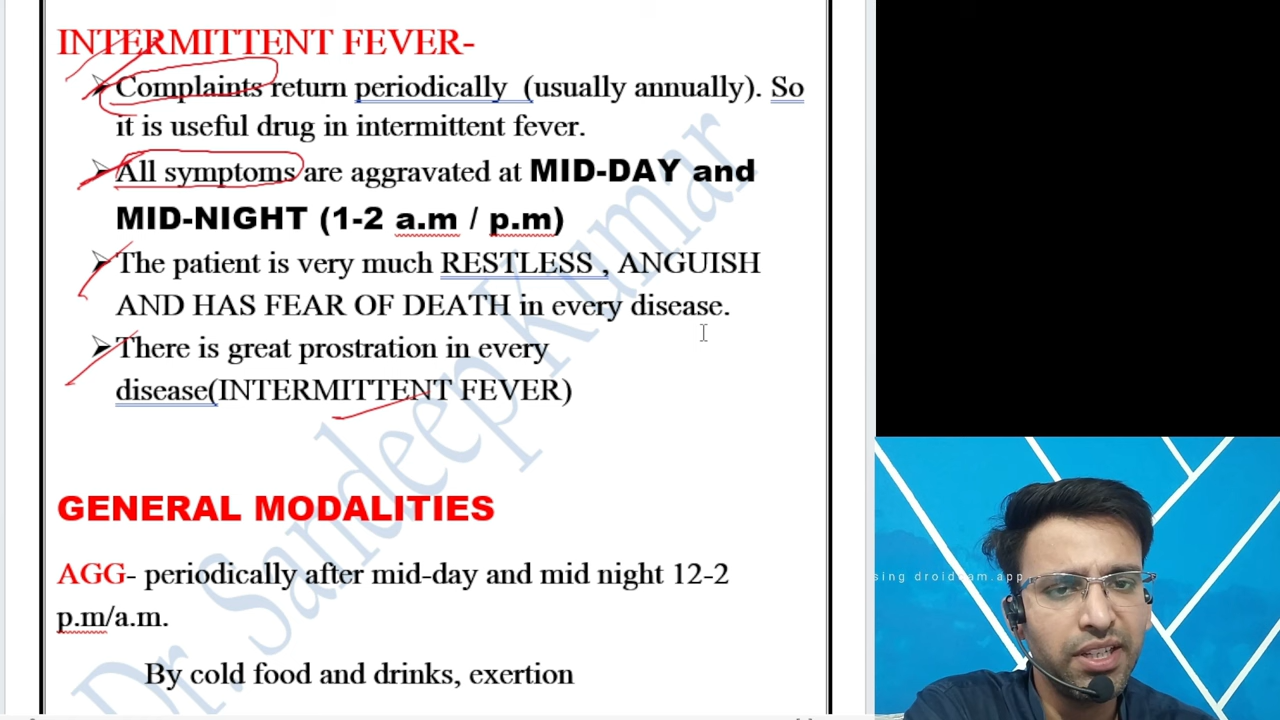 INTERMITTENT FEVER-
➢ Complaints return periodically (usually annually). So
it is useful drug in intermittent fever.
➢ All symptoms are aggravated at MID-DAY and
MID-NIGHT (1-2 a.m / p.m)
➢ The patient is very much RESTLESS , ANGUISH
AND HAS FEAR OF DEATH in every disease.
➢ There is great prostration in every
disease(INTERMITTENT FEVER)
Dr. Sandeep Kumar
GENERAL MODALITIES
AGG- periodically after mid-day and mid night 12-2
p.m/a.m.
By cold food and drinks, exertion